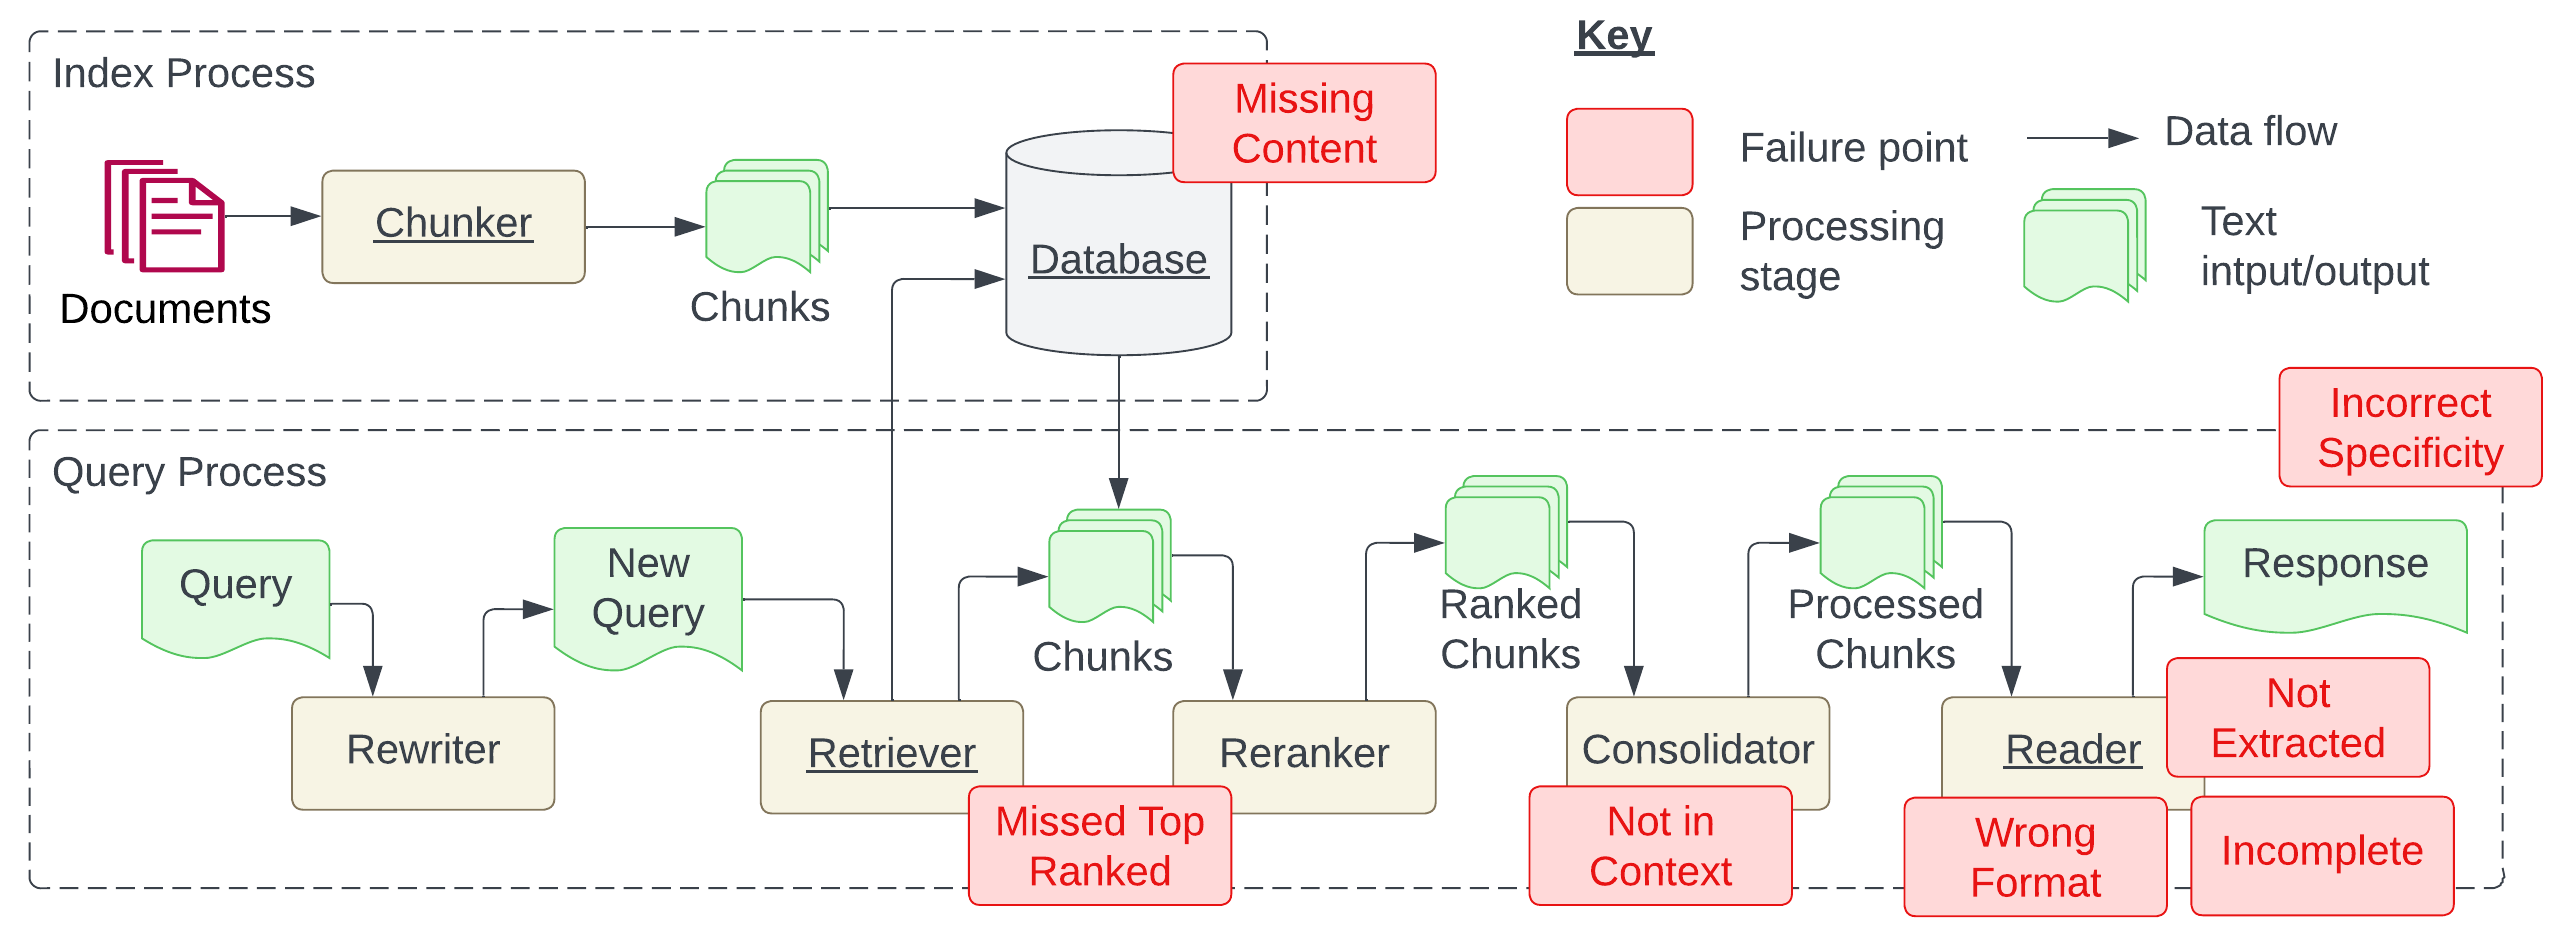 Key
Index Process
Missing
Content
Failure point
Data flow
Chunker
Database
Documents
Chunks
Processing
stage
Text
intput/output
Incorrect
Specificity
Query Process
Query
New
Query
Chunks
Ranked
Chunks
Processed
Chunks
Response
Rewriter
Retriever
Reranker
Consolidator
Reader
Not
Extracted
Missed Top
Ranked
Not in
Context
Wrong
Format
Incomplete